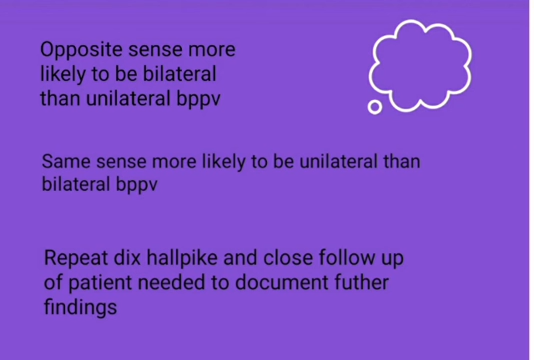 Opposite sense more
likely to be bilateral
than unilateral bppv
Same sense more likely to be unilateral than
bilateral bppv
Repeat dix hallpike and close follow up
of patient needed to document futher
findings